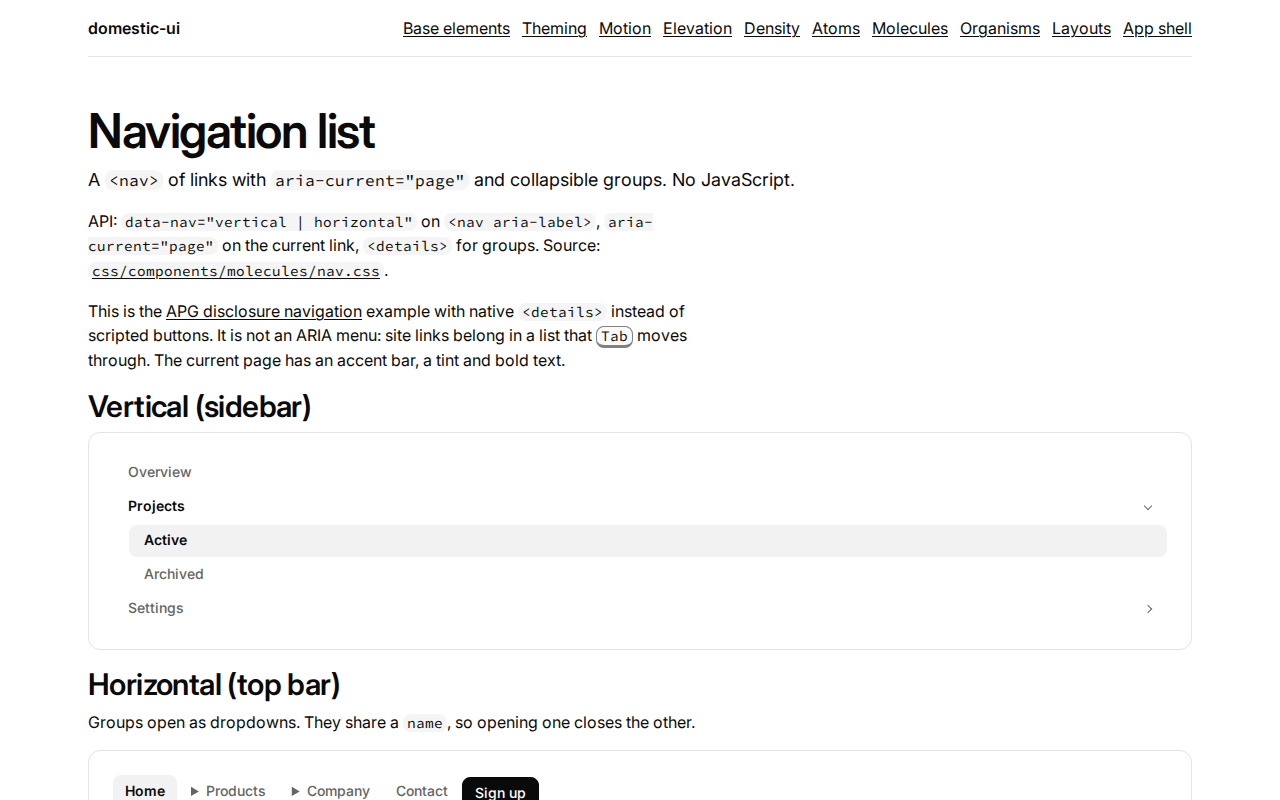 domestic-ui Base elements Theming Motion Elevation Density Atoms Molecules Organisms Layouts App shell
Navigation list
A <nav> of links with aria-current="page" and collapsible groups. No JavaScript.
API: data-nav="vertical | horizontal" on <nav aria-label>, aria-
current="page" on the current link, <details> for groups. Source:
css/components/molecules/nav.css.
This is the APG disclosure navigation example with native <details> instead of
scripted buttons. It is not an ARIA menu: site links belong in a list that Tab moves
through. The current page has an accent bar, a tint and bold text.
Vertical (sidebar)
Overview
Projects
Active
Archived
Settings
Horizontal (top bar)
Groups open as dropdowns. They share a name, so opening one closes the other.
Home Products Company Contact Sign up